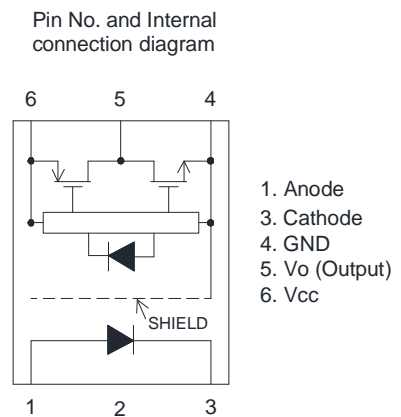 Pin No. and Internal
connection diagram
6 5 4
1. Anode
3. Cathode
4. GND
5. Vo (Output)
6. Vcc
SHIELD
1 2 3